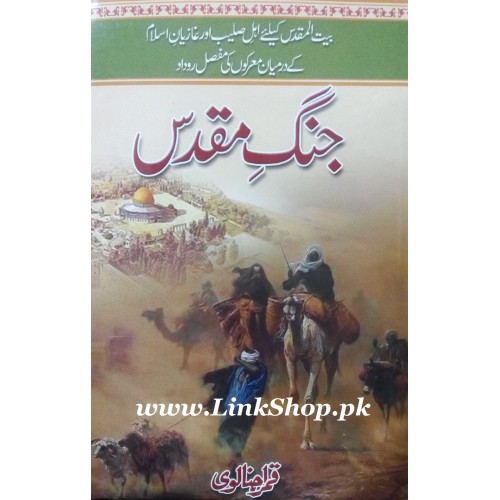 بیت المقدس کیلئے اہل صلیب اور غازیانِ اسلام
کے درمیان معرکوں کی مفصل روداد
جنگِ مقدس
www.LinkShop.pk
قمر اجنالوی